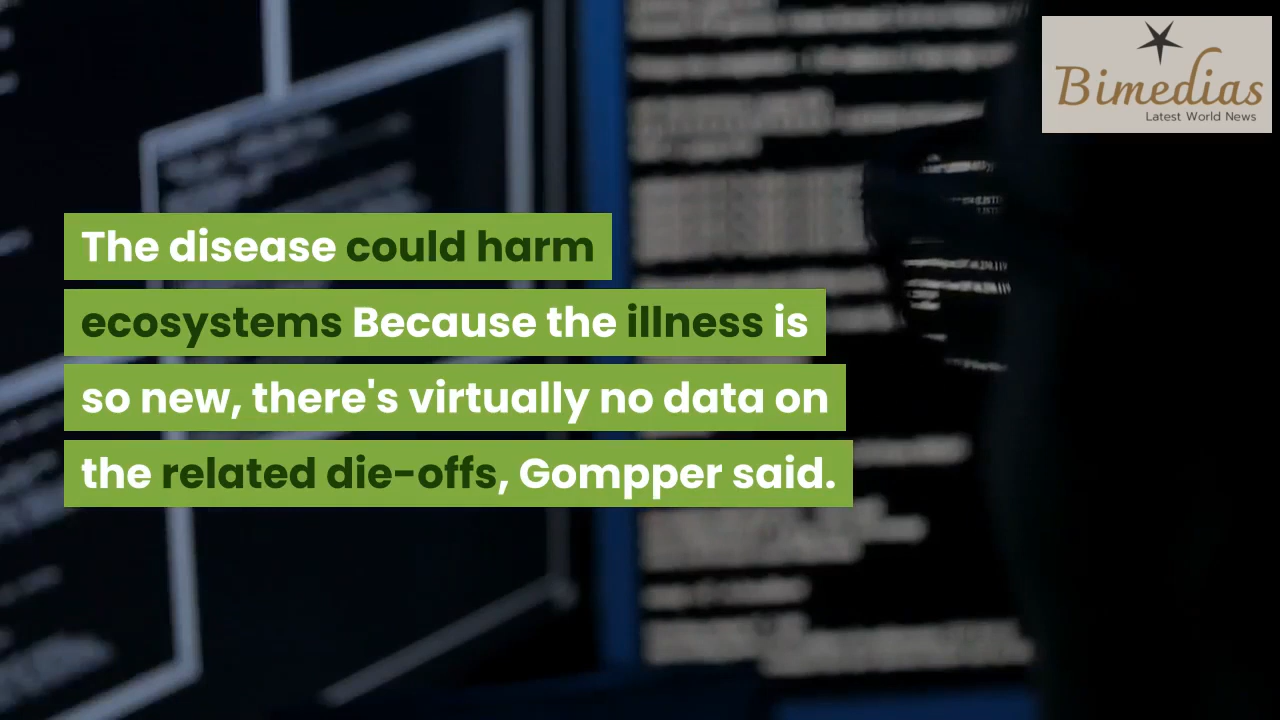 Bimedias
Latest World News
The disease could harm
ecosystems Because the illness is
so new, there's virtually no data on
the related die-offs, Gompper said.